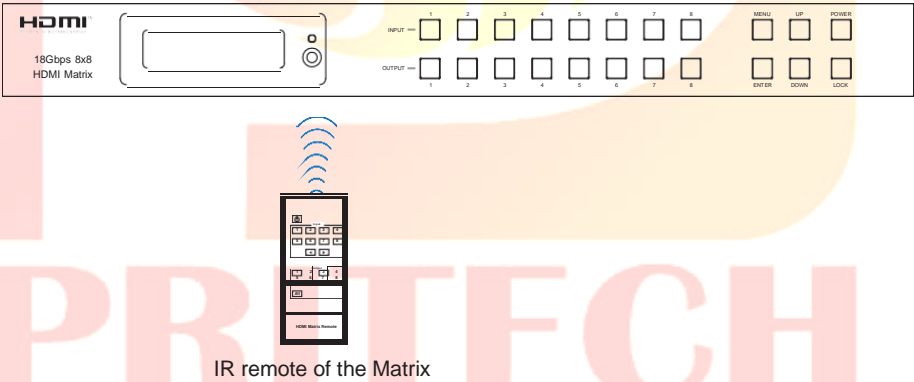 HDMI
18Gbps 8x8
HDMI Matrix
INPUT
1 2 3 4 5 6 7 8
OUTPUT
1 2 3 4 5 6 7 8
MENU UP POWER
ENTER DOWN LOCK
HDMI Matrix Remote
IR remote of the Matrix
PRITECH